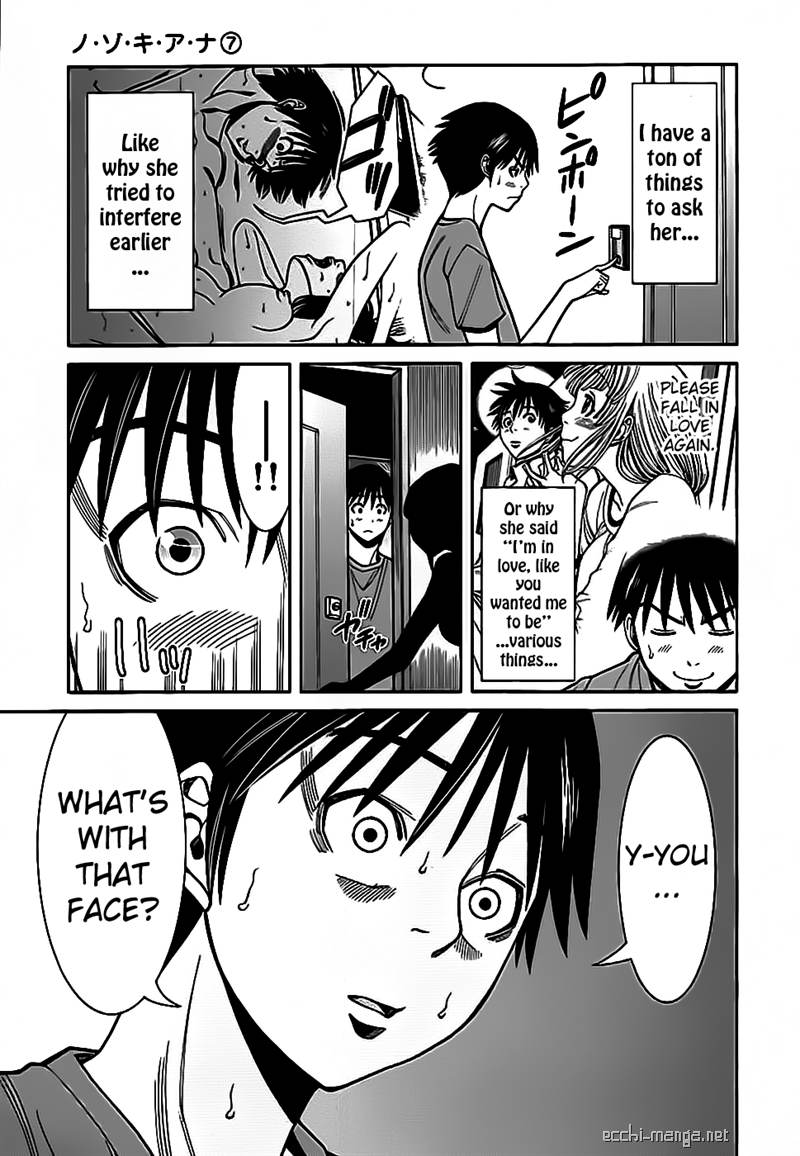 ノ・ゾ・キ・ア・ナ⑦
I have a
ton of
things
to ask
her...
ピンポーン
Like
why she
tried to
interfere
earlier
...
PLEASE
FALL IN
LOVE
AGAIN.
Or why
she said
"I'm in
love, like
you
wanted me
to be"
...various
things...
ガチャ
!!
Y-YOU
...
WHAT'S
WITH
THAT
FACE?
ecchi-manga.net